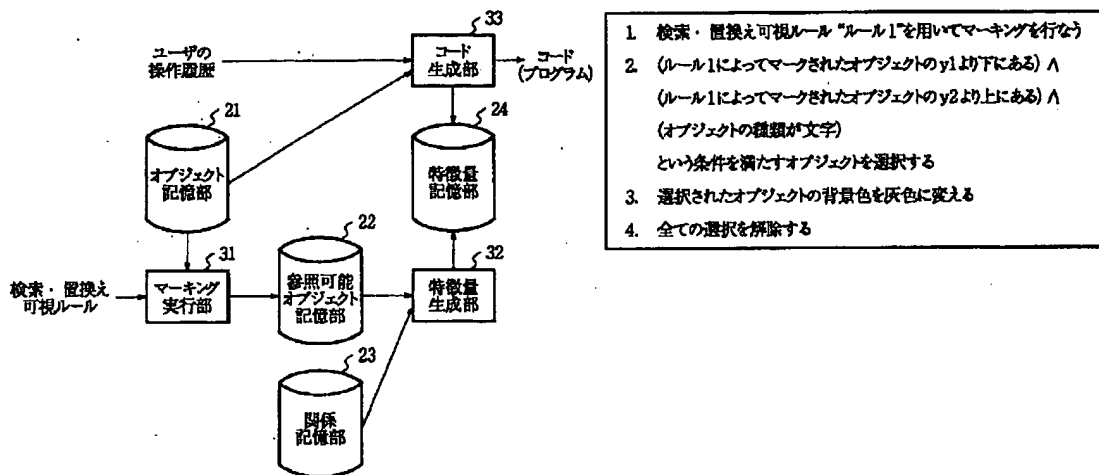 33
ユーザの
操作履歴
コード
生成部
コード
(プログラム)
21
24
オブジェクト
記憶部
特徴量
記憶部
22
31
32
検索・置換え
可視ルール
マーキング
実行部
参照可能
オブジェクト
記憶部
特徴量
生成部
23
関係
記憶部
1. 検索・置換え可視ルール“ルール1”を用いてマーキングを行なう
2. (ルール1によってマークされたオブジェクトのy1より下にある) ∧
(ルール1によってマークされたオブジェクトのy2より上にある) ∧
(オブジェクトの種類が文字)
という条件を満たすオブジェクトを選択する
3. 選択されたオブジェクトの背景色を灰色に変える
4. 全ての選択を解除する